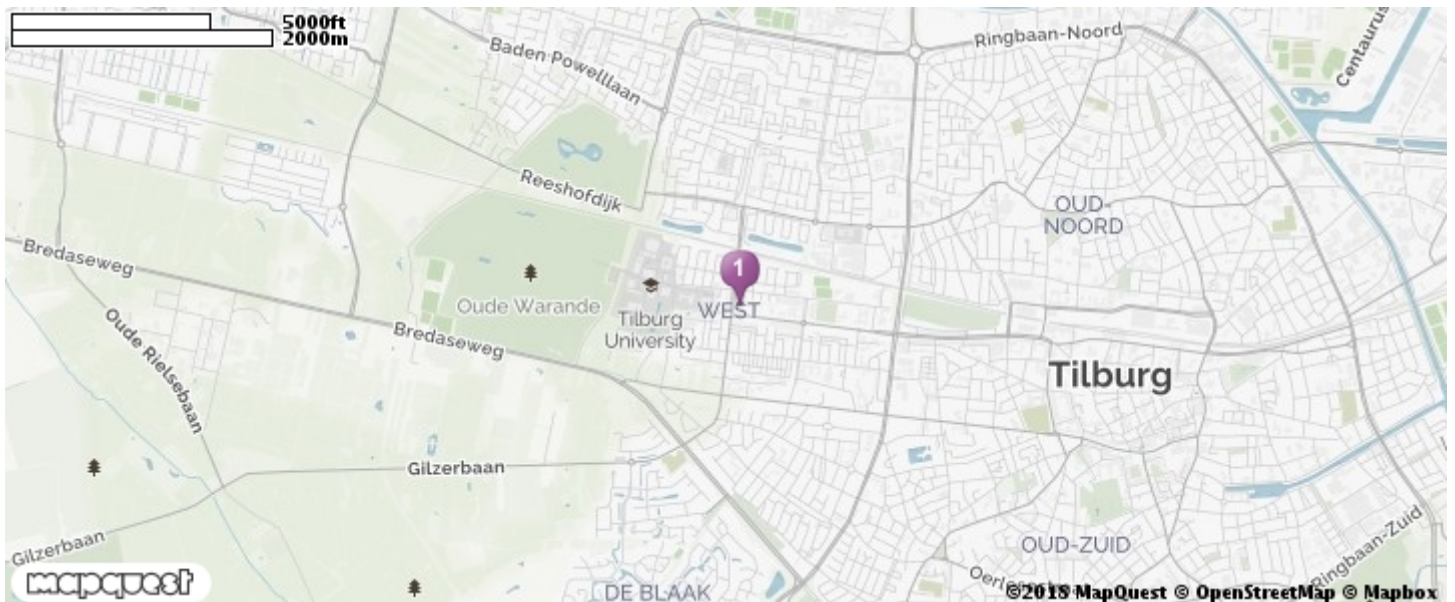 5000ft
2000m
Ringbaan-Noord
Centaurus
Baden Powelllaan
Reeshofdijk
OUD-
NOORD
Bredaseweg
1
Oude Warande
WEST
Tilburg
University
Oude Rielsebaan
Bredaseweg
Tilburg
Gilzerbaan
Gilzerbaan
OUD-ZUID
Ringbaan-Zuid
mapquest
DE BLAAK
©2018 MapQuest © OpenStreetMap © Mapbox